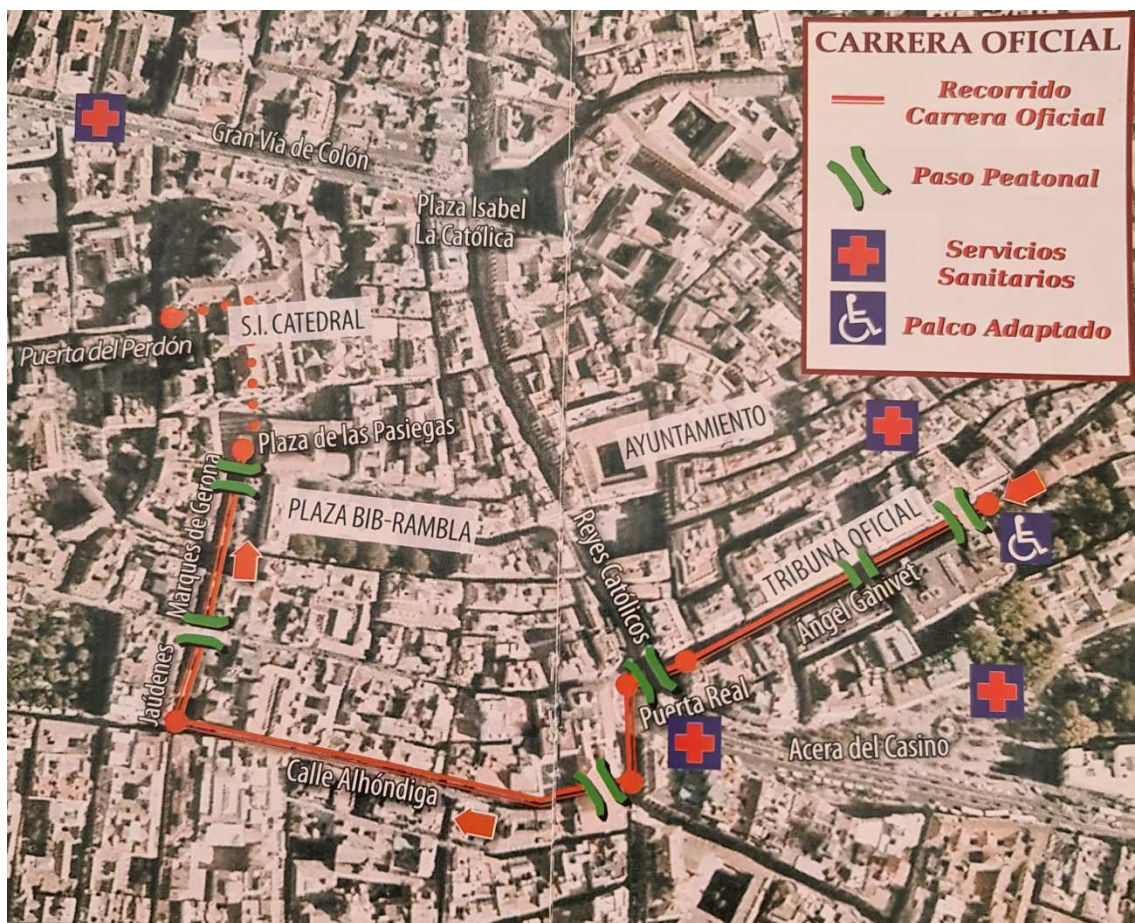 CARRERA OFICIAL
Recorrido
Carrera Oficial
Paso Peatonal
Servicios
Sanitarios
Palco Adaptado
Gran Vía de Colón
Plaza Isabel
La Católica
S.I. CATEDRAL
Puerta del Perdón
Plaza de las Pasiegas
AYUNTAMIENTO
Marques de Gerona
PLAZA BIB-RAMBLA
Reyes Católicos
TRIBUNA OFICIAL
Angel Ganivet
Jaúdenes
Puerta Real
Acera del Casino
Calle Alhóndiga